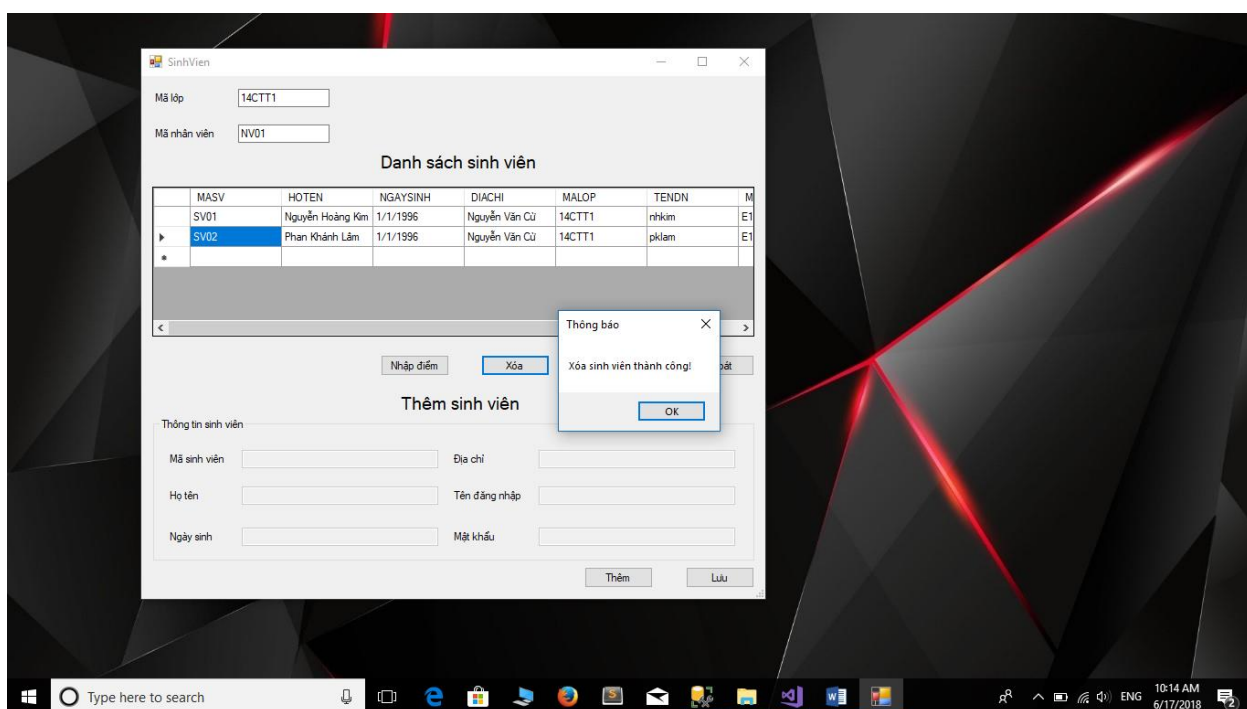 SinhVien
Mã lớp 14CTT1
Mã nhân viên NV01
Danh sách sinh viên
MASV HOTEN NGAYSINH DIACHI MALOP TENDN M
SV01 Nguyễn Hoàng Kim 1/1/1996 Nguyễn Văn Cừ 14CTT1 nhkim E1
SV02 Phan Khánh Lâm 1/1/1996 Nguyễn Văn Cừ 14CTT1 pklam E1
Thông báo
Xóa sinh viên thành công!
OK
Nhập điểm Xóa oát
Thêm sinh viên
Thông tin sinh viên
Mã sinh viên Địa chỉ
Họ tên Tên đăng nhập
Ngày sinh Mật khẩu
Thêm Lưu
Type here to search ENG 10:14 AM
6/17/2018
2